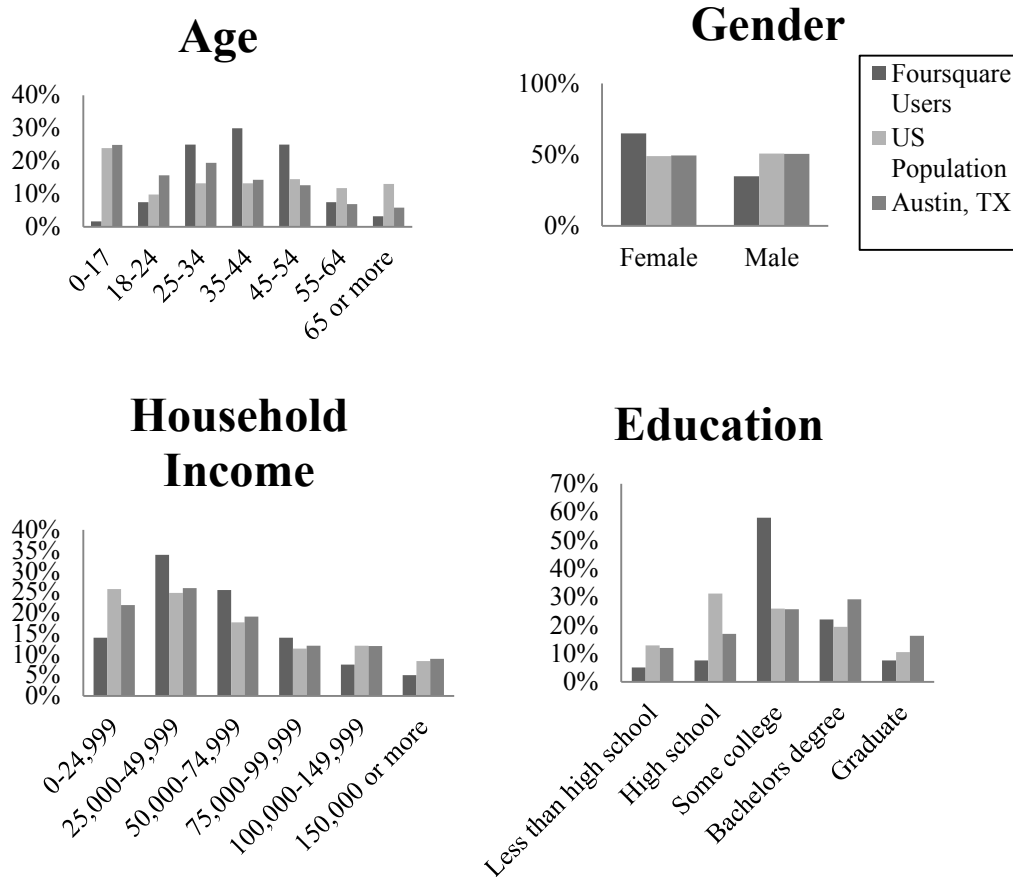 Age
40%
30%
20%
10%
0%
0-17
18-24
25-34
35-44
45-54
55-64
65 or more
Gender
100%
50%
0%
Female
Male
Foursquare
Users
US
Population
Austin, TX
Household
Income
40%
35%
30%
25%
20%
15%
10%
5%
0%
0-24,999
25,000-49,999
50,000-74,999
75,000-99,999
100,000-149,999
150,000 or more
Education
70%
60%
50%
40%
30%
20%
10%
0%
Less than high school
High school
Some college
Bachelors degree
Graduate